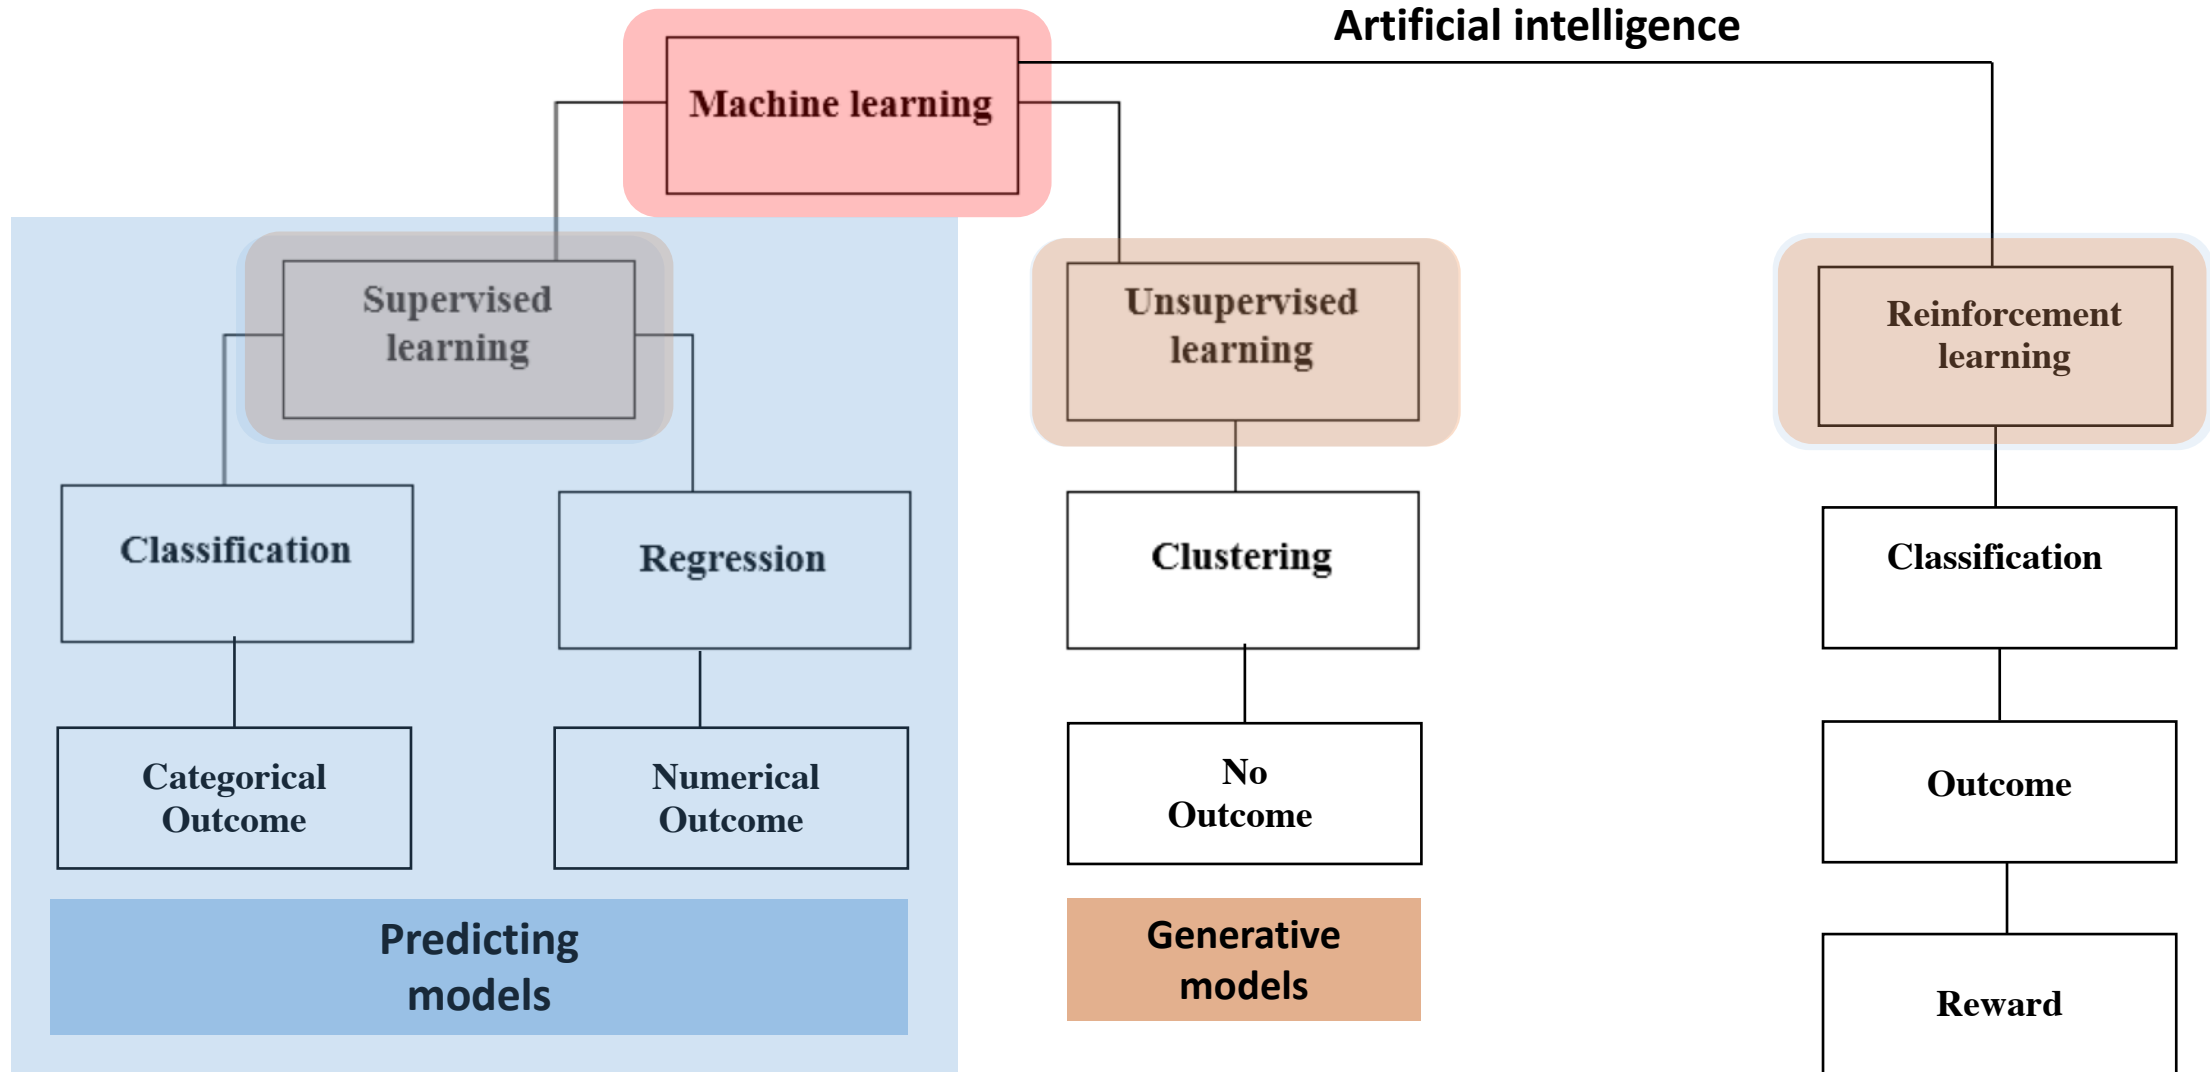 Artificial intelligence
Machine learning
Supervised
learning
Unsupervised
learning
Reinforcement
learning
Classification
Regression
Clustering
Classification
Categorical
Outcome
Numerical
Outcome
No
Outcome
Outcome
Predicting
models
Generative
models
Reward